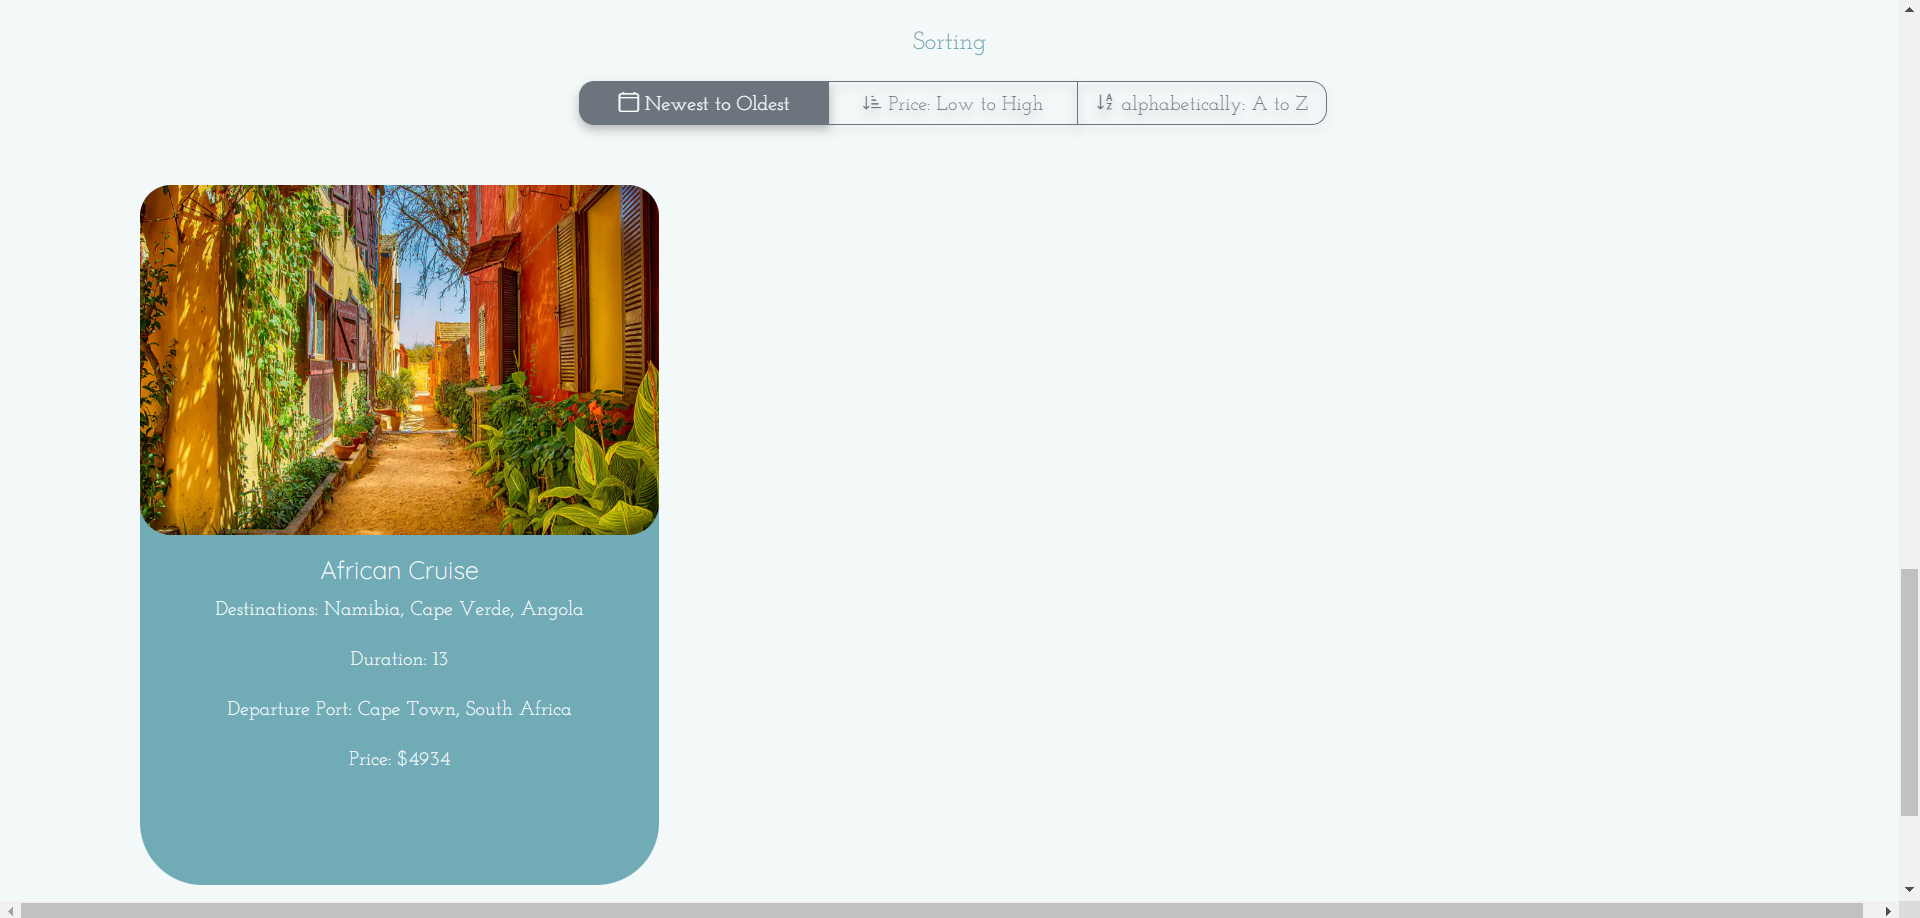 Sorting
Newest to Oldest
Price: Low to High
alphabetically: A to Z
African Cruise
Destinations: Namibia, Cape Verde, Angola
Duration: 13
Departure Port: Cape Town, South Africa
Price: $4934